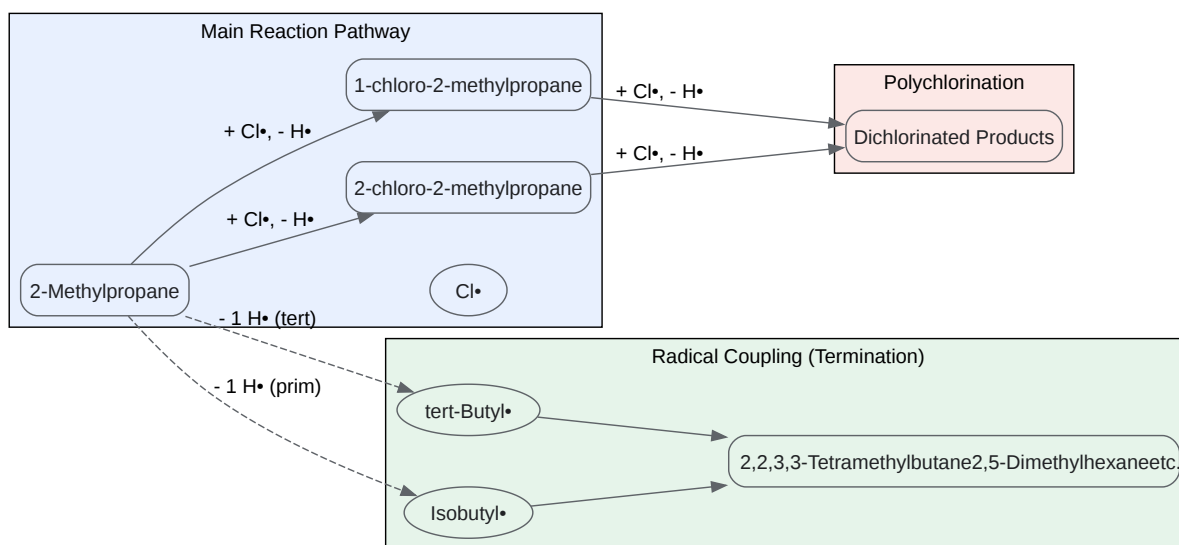 Main Reaction Pathway
1-chloro-2-methylpropane
+ Cl•, - H•
Polychlorination
+ Cl•, - H•
Dichlorinated Products
+ Cl•, - H•
2-chloro-2-methylpropane
+ Cl•, - H•
2-Methylpropane
Cl•
- 1 H• (tert)
Radical Coupling (Termination)
- 1 H• (prim)
tert-Butyl•
2,2,3,3-Tetramethylbutane2,5-Dimethylhexaneetc.
Isobutyl•